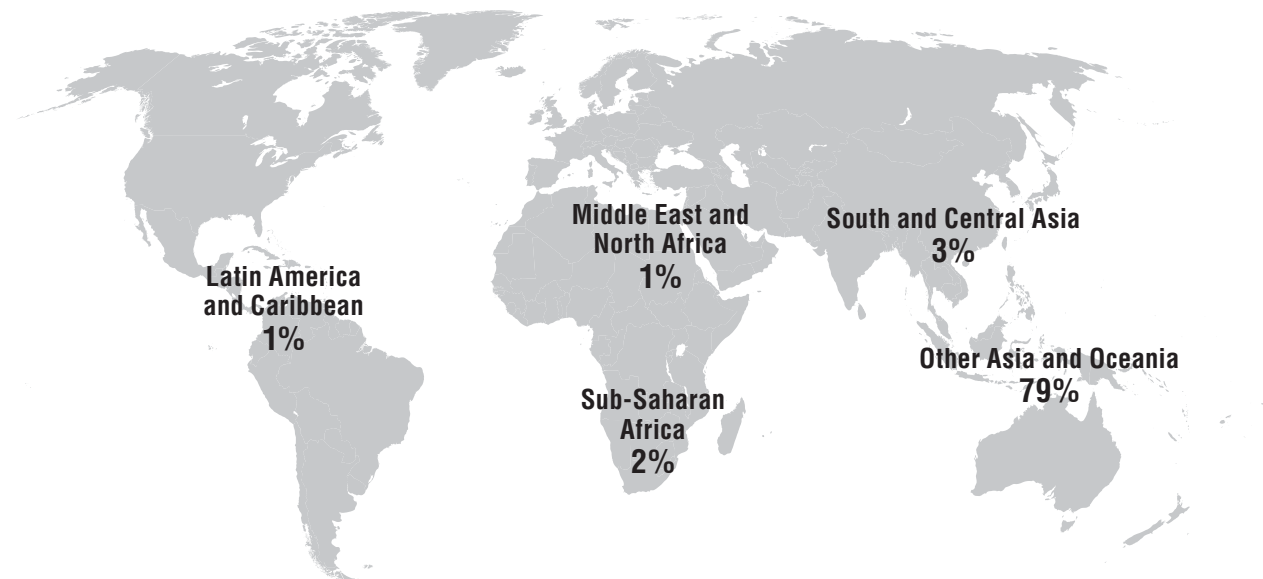 Middle East and
North Africa
1%
South and Central Asia
3%
Latin America
and Caribbean
1%
Other Asia and Oceania
79%
Sub-Saharan
Africa
2%